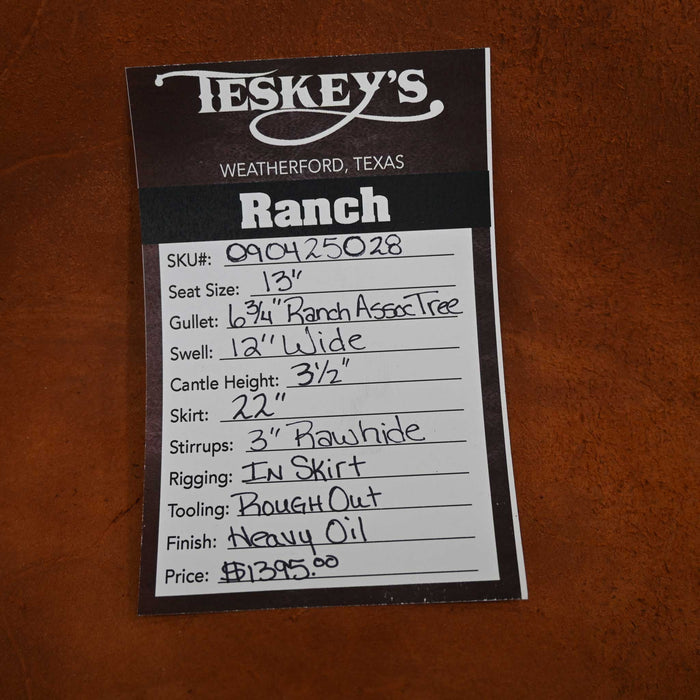 TESKEY'S
WEATHERFORD, TEXAS
Ranch
SKU#: 090425028
Seat Size: 13"
Gullet: 6 3/4" Ranch Assoc Tree
Swell: 12" Wide
Cantle Height: 3 1/2"
Skirt: 22"
Stirrups: 3" Rawhide
Rigging: IN Skirt
Tooling: ROUGH Out
Finish: Heavy Oil
Price: $1395.00